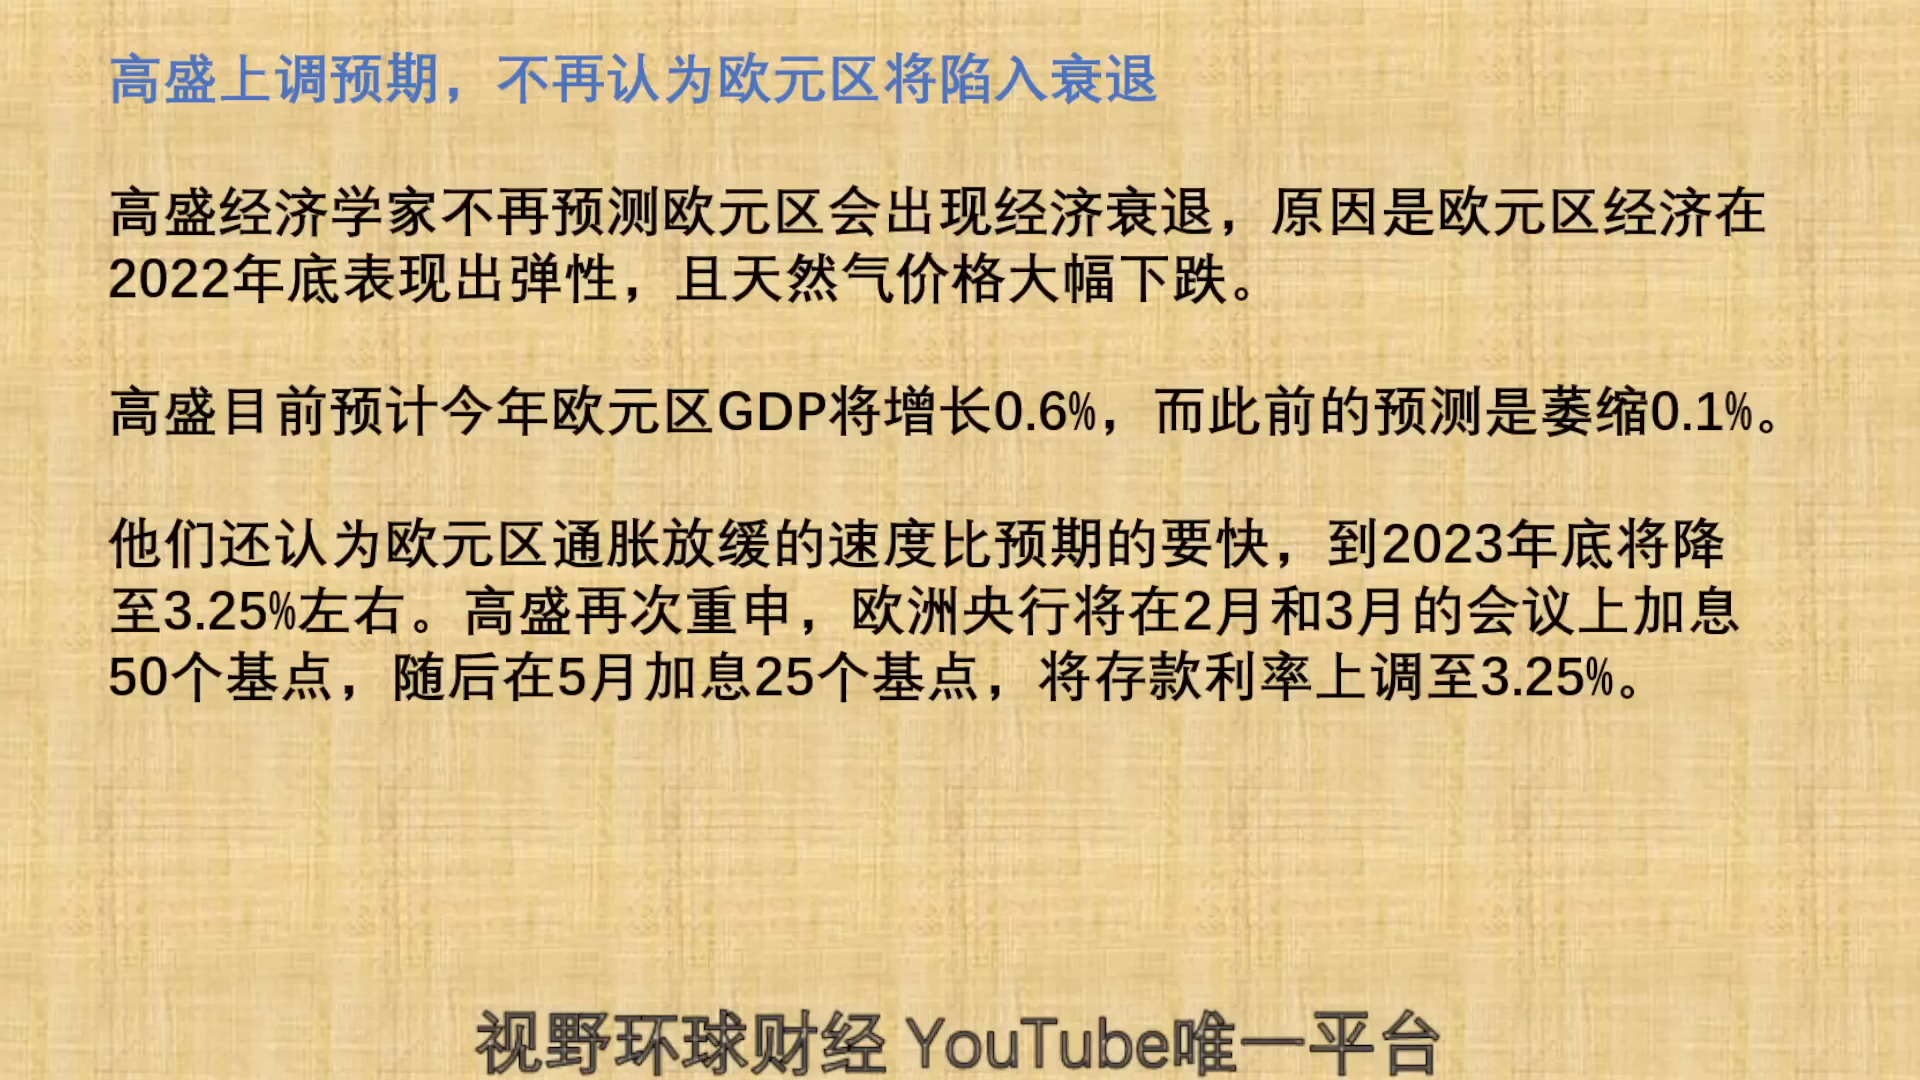 高盛上调预期，不再认为欧元区将陷入衰退
高盛经济学家不再预测欧元区会出现经济衰退，原因是欧元区经济在
2022年底表现出弹性，且天然气价格大幅下跌。
高盛目前预计今年欧元区GDP将增长0.6%，而此前的预测是萎缩0.1%。
他们还认为欧元区通胀放缓的速度比预期的要快，到2023年底将降
至3.25%左右。高盛再次重申，欧洲央行将在2月和3月的会议上加息
50个基点，随后在5月加息25个基点，将存款利率上调至3.25%。
视野环球财经 YouTube唯一平台